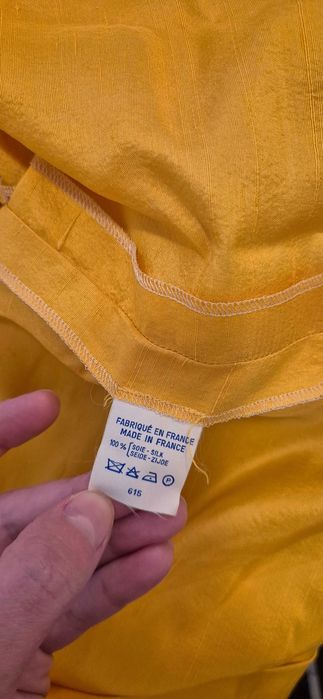 FABRIQUÉ EN FRANCE
MADE IN FRANCE
100% SOIE - SILK
SEIDE - ZIJDE
P
615